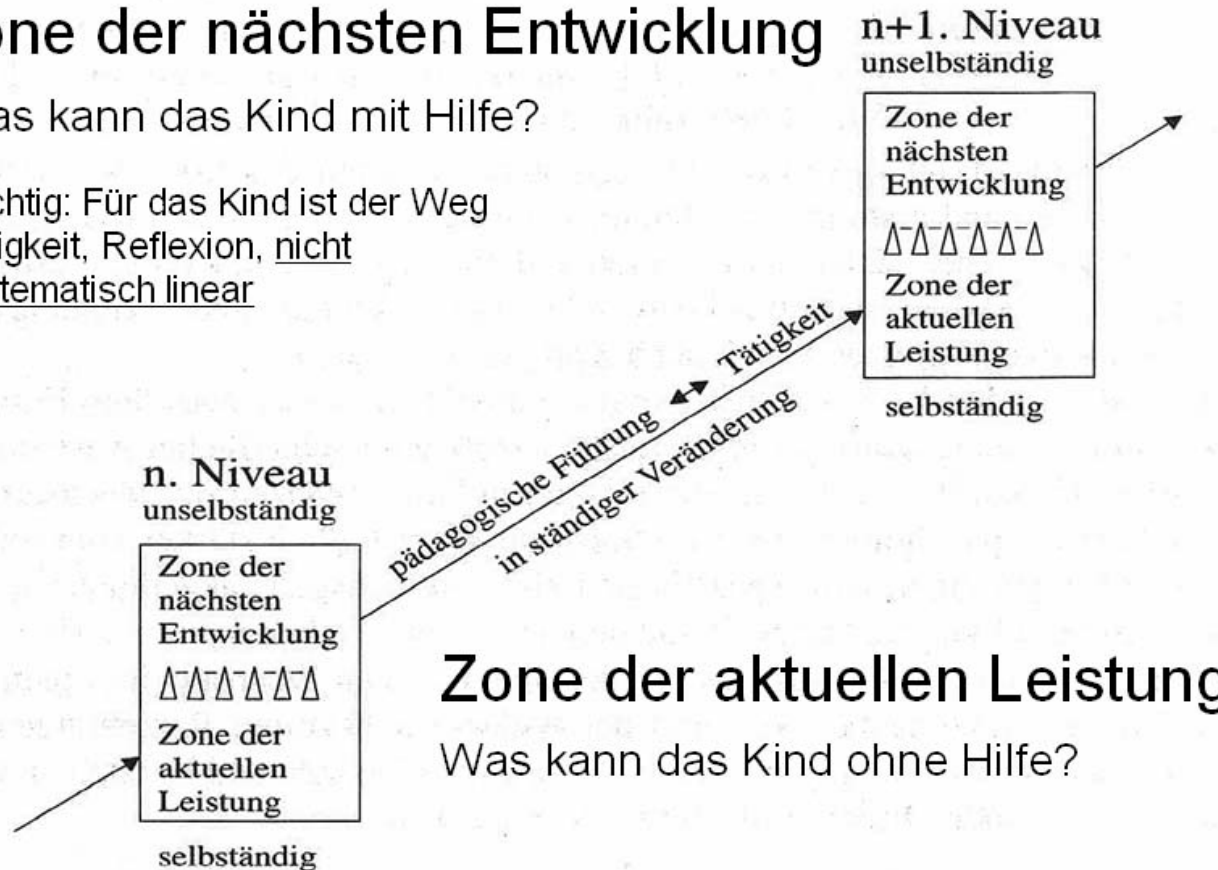 one der nächsten Entwicklung
as kann das Kind mit Hilfe?
chtig: Für das Kind ist der Weg
igkeit, Reflexion, nicht
tematisch linear
n+1. Niveau
unselbständig
Zone der
nächsten
Entwicklung
Zone der
aktuellen
Leistung
selbständig
pädagogische Führung ↔ Tätigkeit
in ständiger Veränderung
n. Niveau
unselbständig
Zone der
nächsten
Entwicklung
Zone der
aktuellen
Leistung
selbständig
Zone der aktuellen Leistung
Was kann das Kind ohne Hilfe?